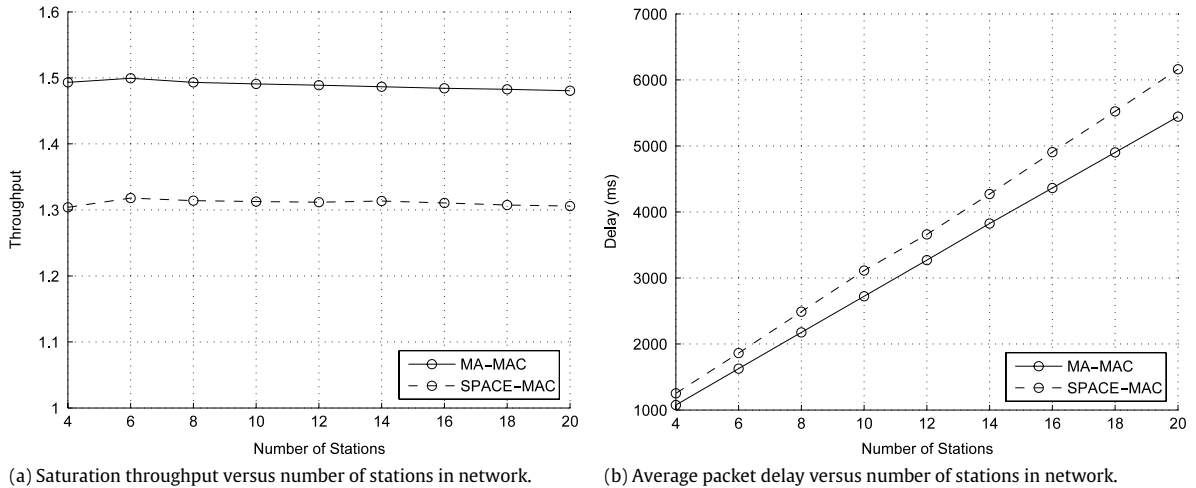 1.6
1.5
1.4
1.3
1.2
1.1
1
Throughput
4 6 8 10 12 14 16 18 20
Number of Stations
MA-MAC
SPACE-MAC
(a) Saturation throughput versus number of stations in network.
7000
6000
5000
4000
3000
2000
1000
Delay (ms)
4 6 8 10 12 14 16 18 20
Number of Stations
MA-MAC
SPACE-MAC
(b) Average packet delay versus number of stations in network.